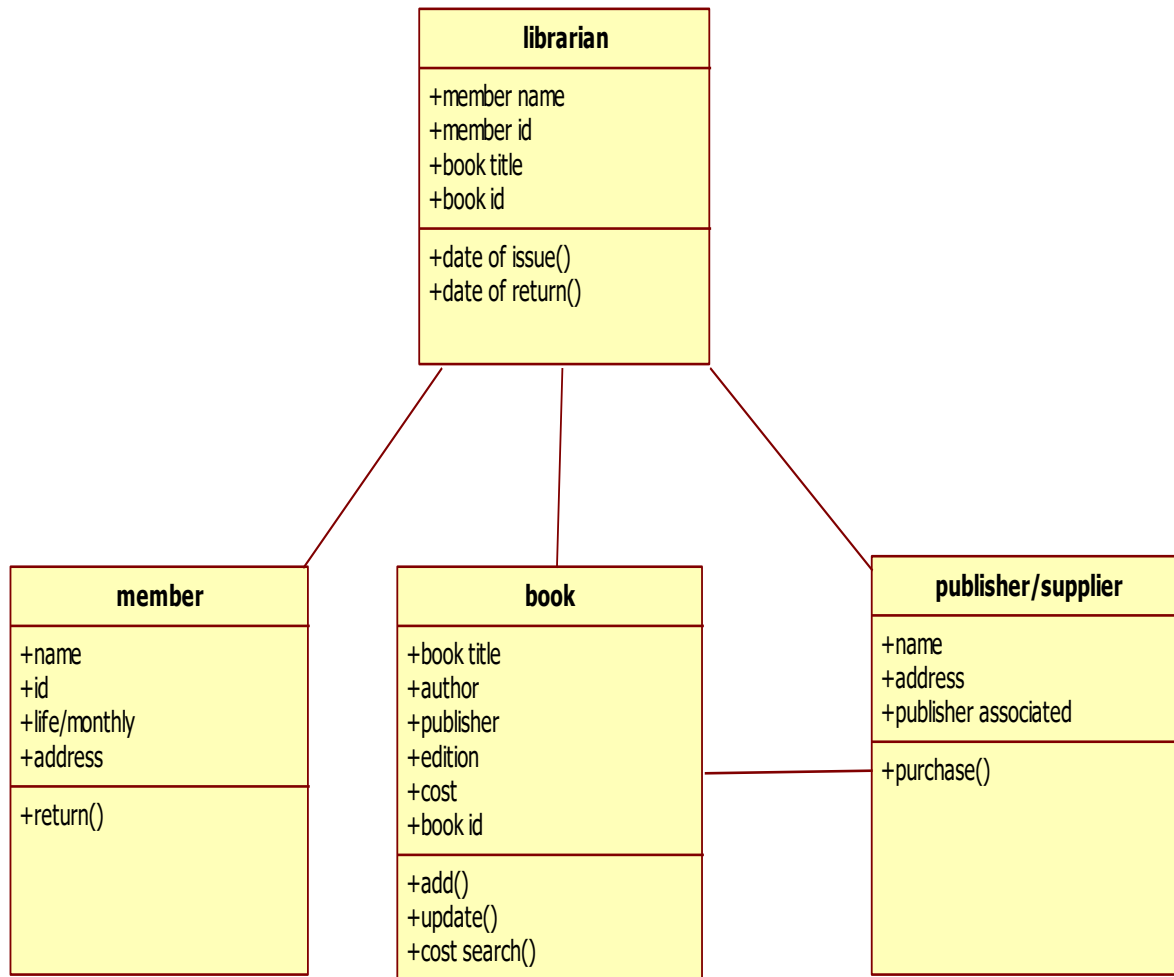 librarian
+member name
+member id
+book title
+book id
+date of issue()
+date of return()
member
+name
+id
+life/monthly
+address
+return()
book
+book title
+author
+publisher
+edition
+cost
+book id
+add()
+update()
+cost search()
publisher/supplier
+name
+address
+publisher associated
+purchase()